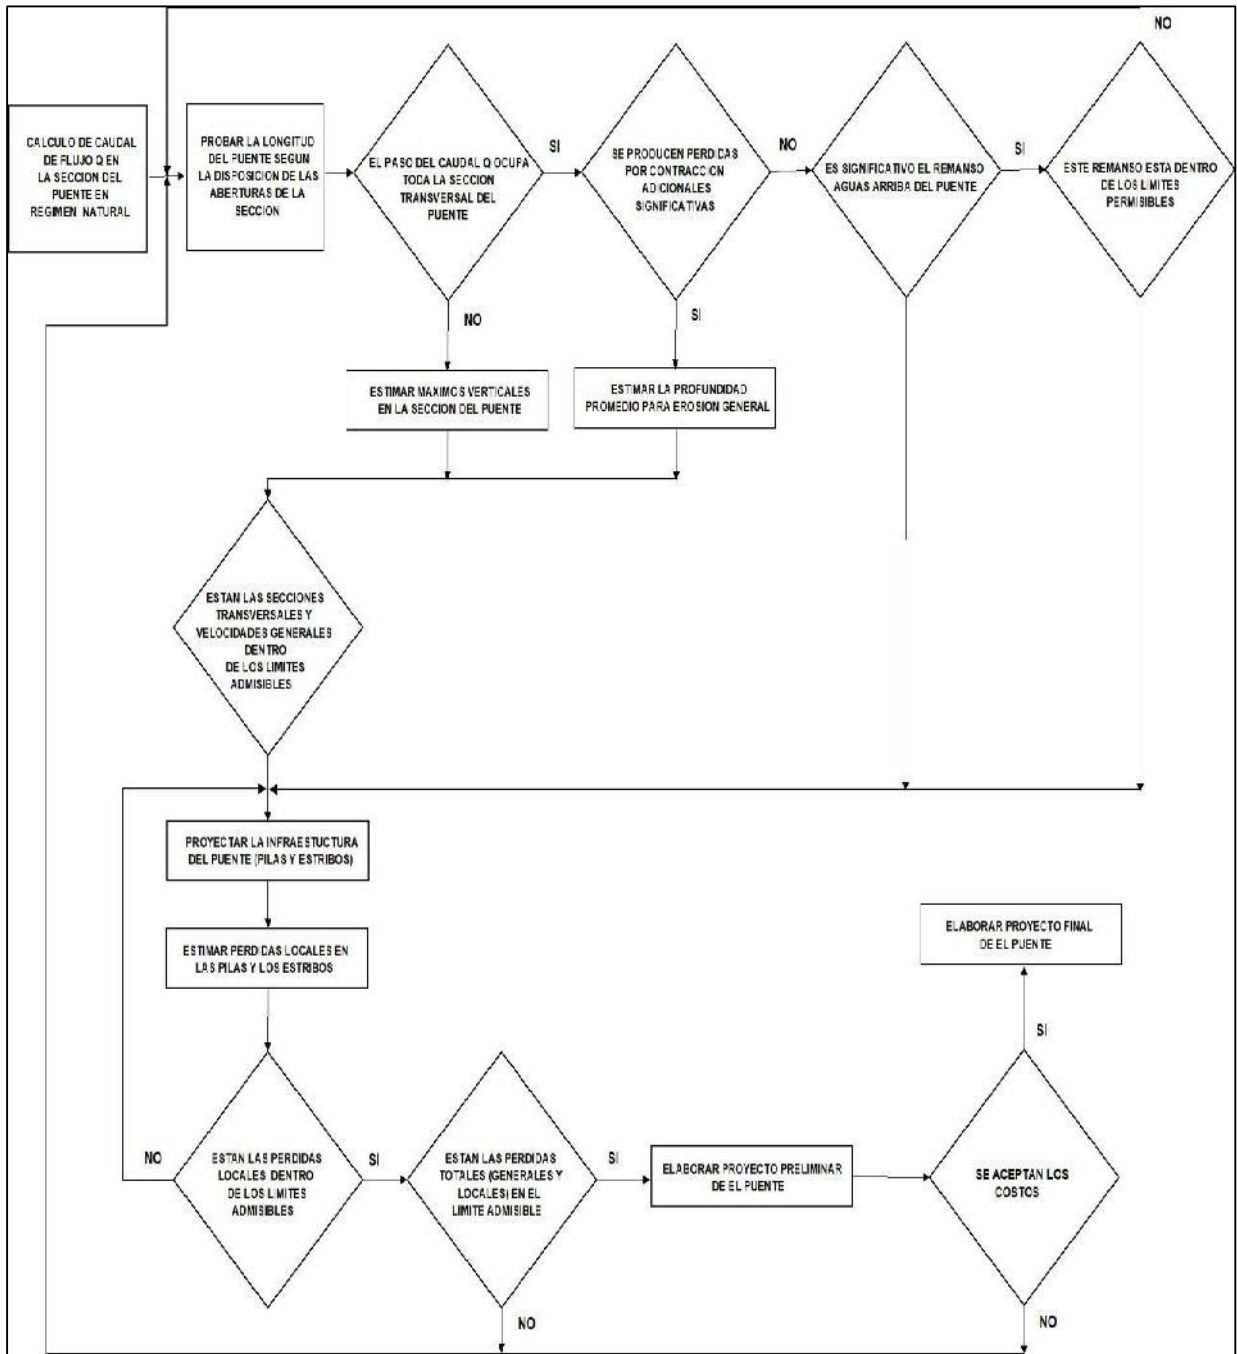 NO
CALCULO DE CAUDAL
DE FLUJO Q EN
LA SECCION DEL
PUENTE EN
REGIMEN NATURAL
PROBAR LA LONGITUD
DEL PUENTE SEGUN
LA DISPOSICION DE LAS
ABERTURAS DE LA
SECCION
EL PASO DEL CAUDAL Q OCUPA
TODA LA SECCION
TRANSVERSAL DEL
PUENTE
SI
SE PRODUCEN PERDIDAS
POR CONTRACCION
ADICIONALES
SIGNIFICATIVAS
NO
ES SIGNIFICATIVO EL REMANSO
AGUAS ARRIBA DEL PUENTE
SI
ESTE REMANSO ESTA DENTRO
DE LOS LIMITES
PERMISIBLES
NO
SI
ESTIMAR MAXIMOS VERTICALES
EN LA SECCION DEL PUENTE
ESTIMAR LA PROFUNDIDAD
PROMEDIO PARA EROSION GENERAL
ESTAN LAS SECCIONES
TRANSVERSALES Y
VELOCIDADES GENERALES
DENTRO
DE LOS LIMITES
ADMISIBLES
PROYECTAR LA INFRAESTUCTURA
DEL PUENTE (PILAS Y ESTRIBOS)
ESTIMAR PERDIDAS LOCALES EN
LAS PILAS Y LOS ESTRIBOS
ELABORAR PROYECTO FINAL
DE EL PUENTE
SI
NO
ESTAN LAS PERDIDAS
LOCALES DENTRO
DE LOS LIMITES
ADMISIBLES
SI
ESTAN LAS PERDIDAS
TOTALES (GENERALES Y
LOCALES) EN EL
LIMITE ADMISIBLE
SI
ELABORAR PROYECTO PRELIMINAR
DE EL PUENTE
SE ACEPTAN LOS
COSTOS
NO
NO